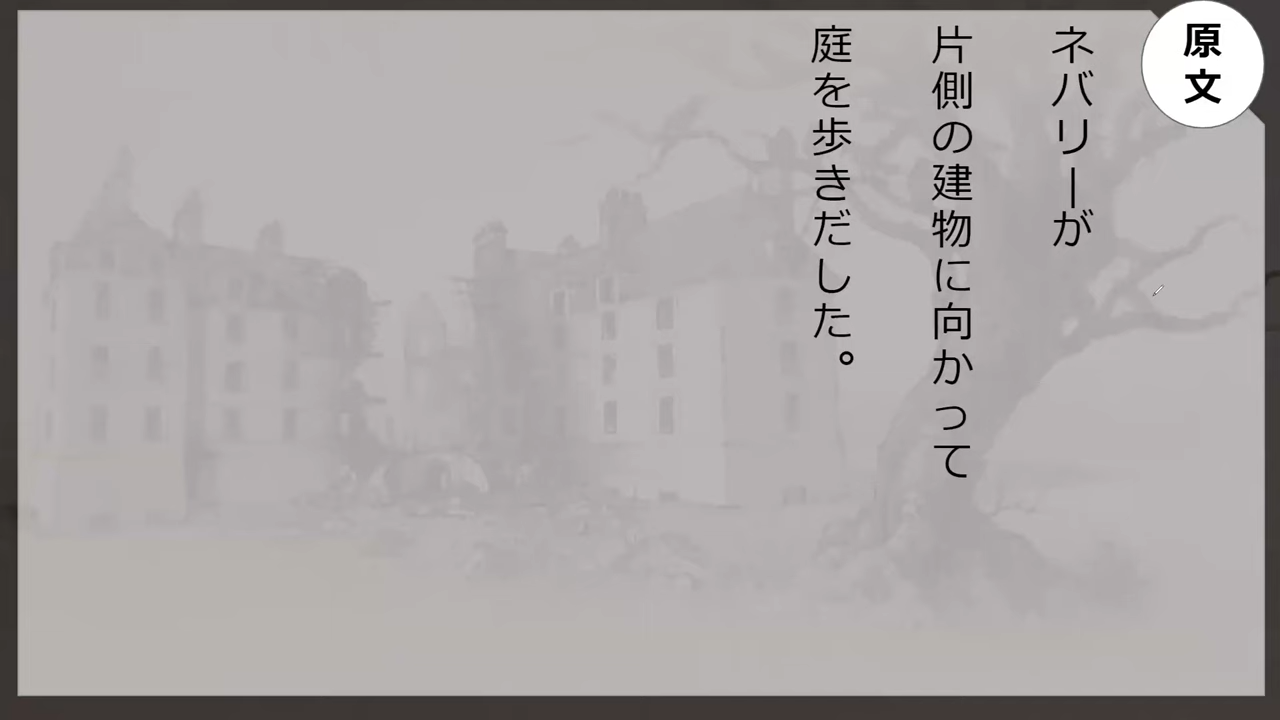 原文
ネバリーが
片側の建物に向かって
庭を歩きだした。